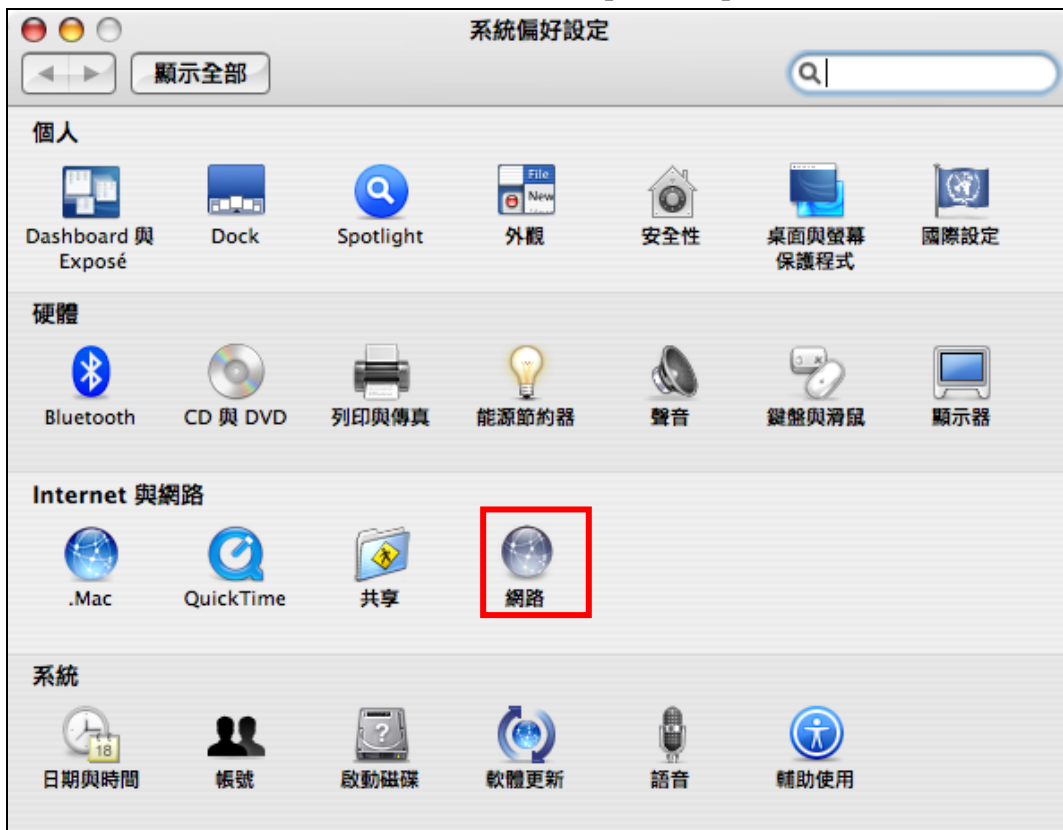 系統偏好設定
顯示全部
個人
File
New
Dashboard 與
Exposé
Dock
Spotlight
外觀
安全性
桌面與螢幕
保護程式
國際設定
硬體
Bluetooth
CD 與 DVD
列印與傳真
能源節約器
聲音
鍵盤與滑鼠
顯示器
Internet 與網路
.Mac
QuickTime
共享
網路
系統
18
?
日期與時間
帳號
啟動磁碟
軟體更新
語音
輔助使用